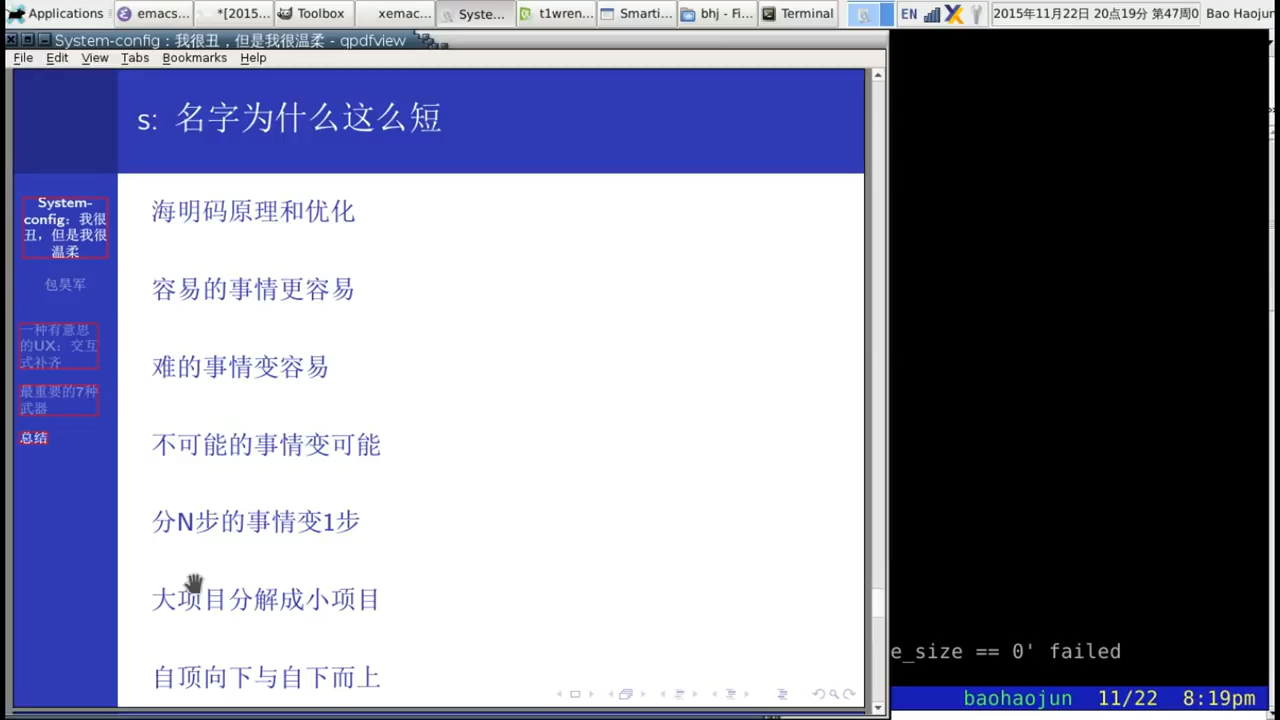 Applications emacs... *[2015... Toolbox xemac... Syste... t1wren... Smarti... bhj - Fi... Terminal EN 2015年11月22日 20点19分 第47周0 Bao Haojun
System-config：我很丑，但是我很温柔 - qpdfview
File Edit View Tabs Bookmarks Help
s: 名字为什么这么短
System-
config：我很
丑，但是我很
温柔
包昊军
一种有意思
的UX：交互
式补齐
最重要的7种
武器
总结
海明码原理和优化
容易的事情更容易
难的事情变容易
不可能的事情变可能
分N步的事情变1步
大项目分解成小项目
自顶向下与自下而上
e_size == 0' failed
baohaojun 11/22 8:19pm